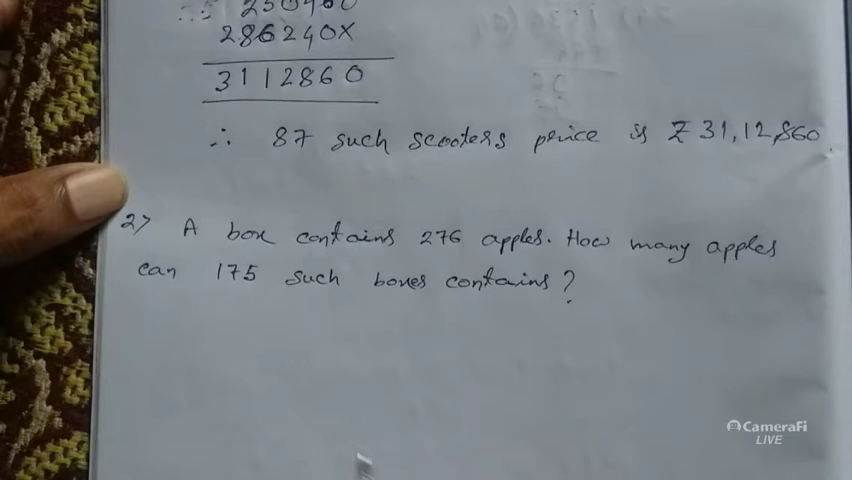 286240x
3112860
∴ 87 such scooters price is ₹ 31,12,860.
2> A box contains 276 apples. How many apples
can 175 such boxes contains?
CameraFi
LIVE